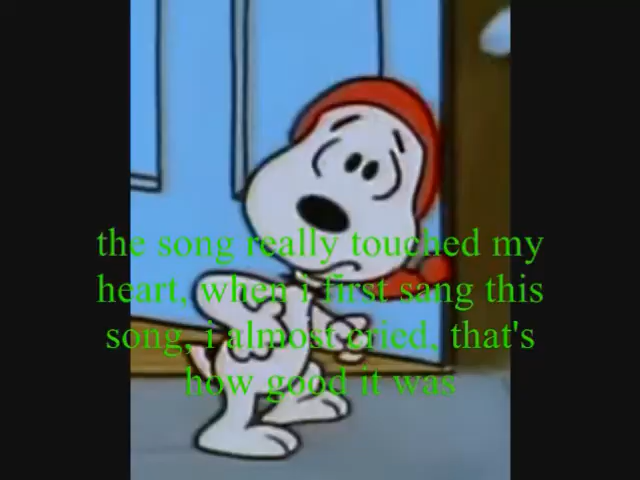 the song really touched my
heart, when i first sang this
song, i almost cried, that's
how good it was